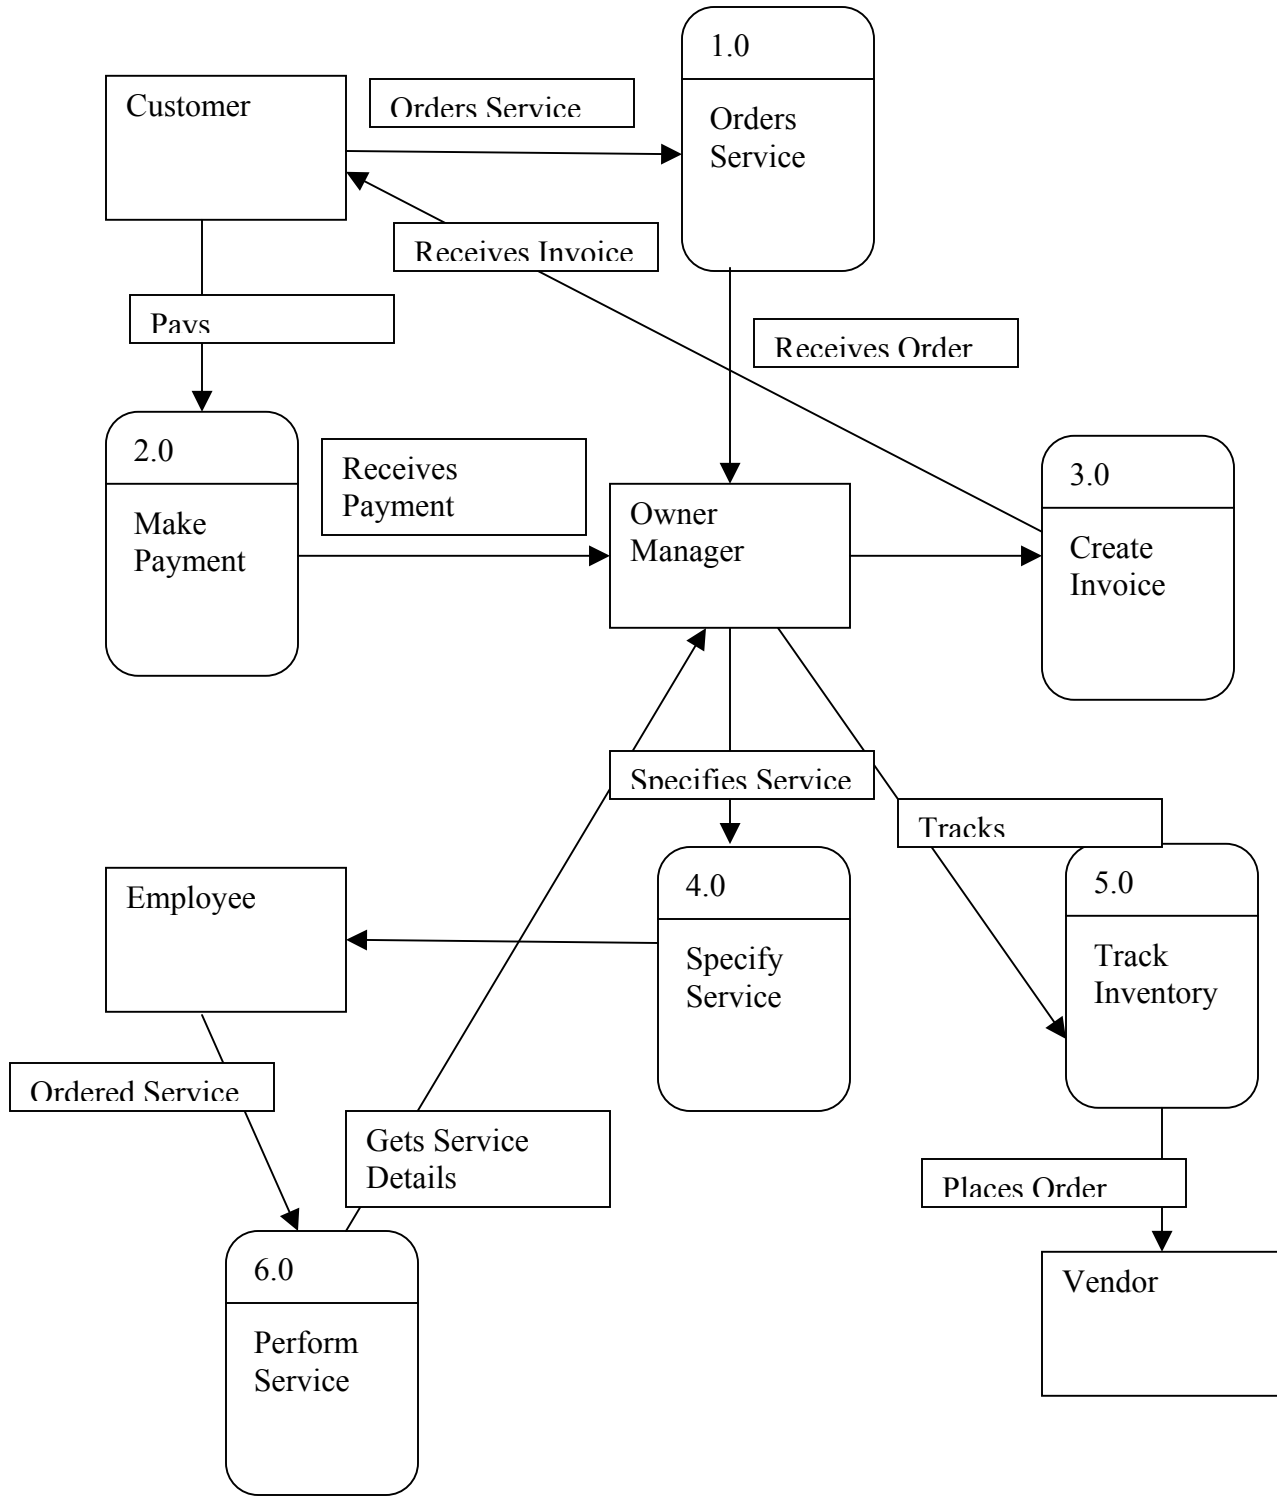 1.0
Customer
Orders Service
Orders
Service
Receives Invoice
Pays
Receives Order
2.0
Receives
Payment
3.0
Make
Payment
Owner
Manager
Create
Invoice
Specifies Service
Tracks
Employee
4.0
5.0
Specify
Service
Track
Inventory
Ordered Service
Gets Service
Details
Places Order
6.0
Vendor
Perform
Service